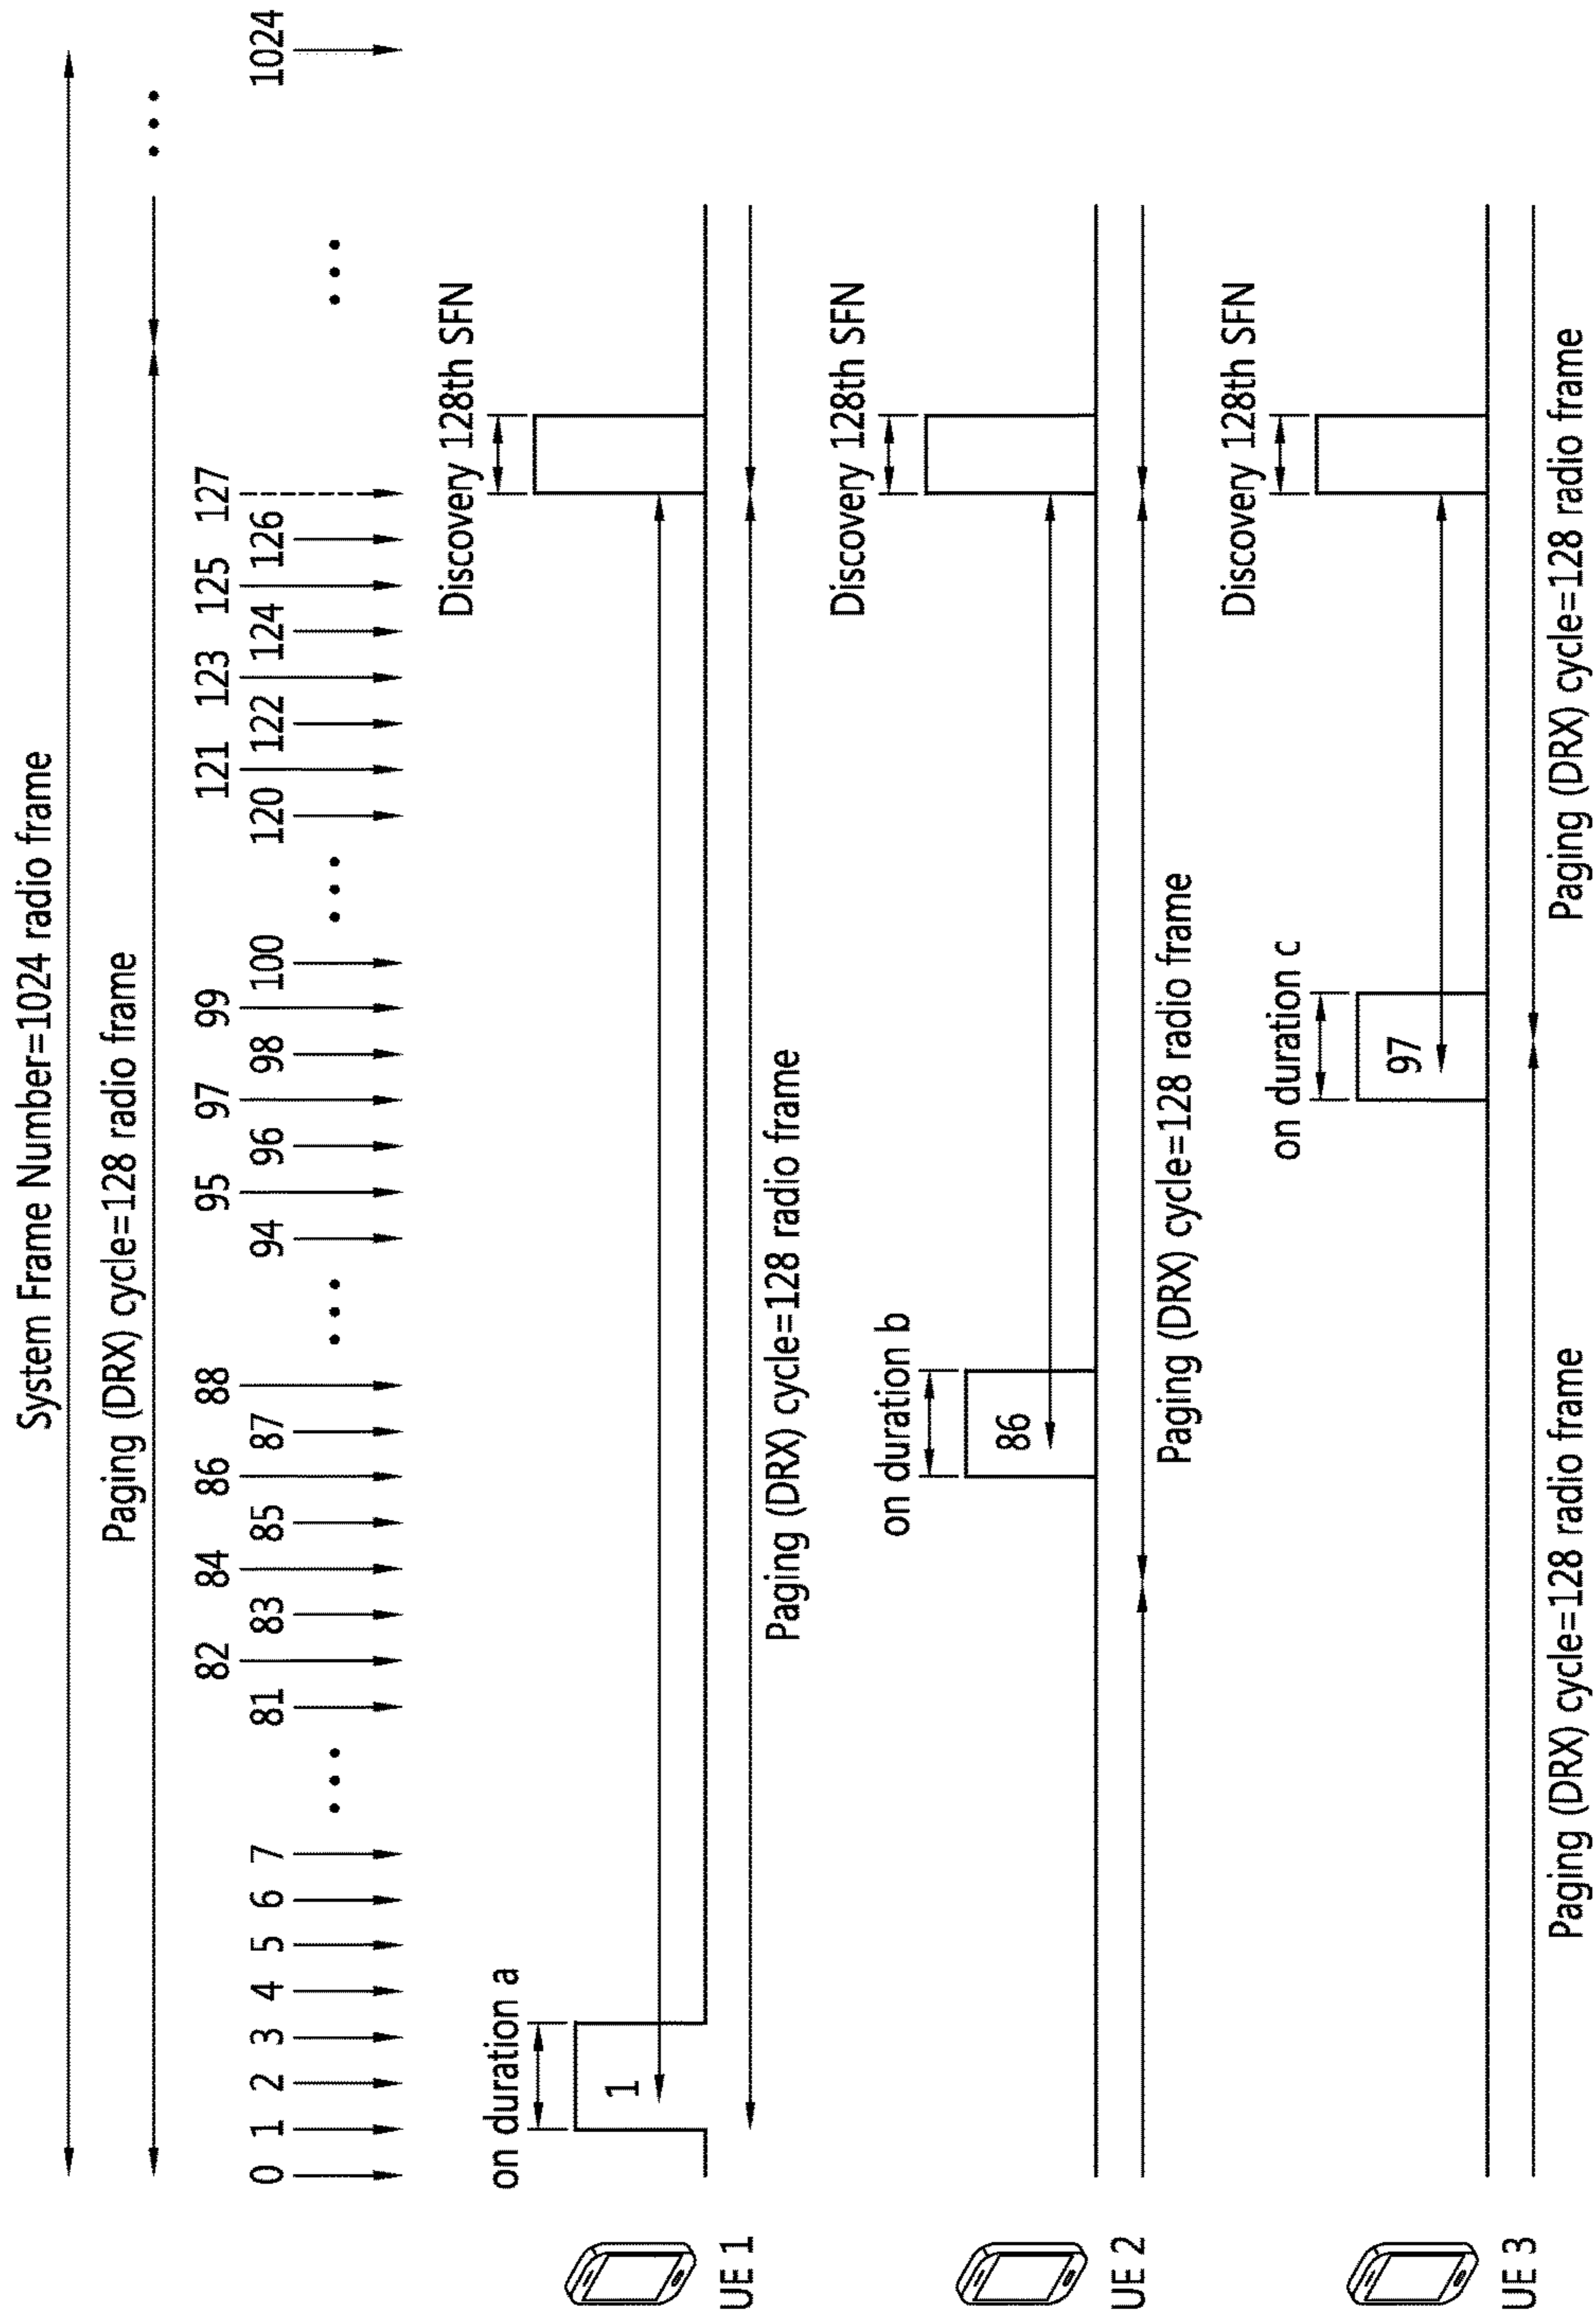 System Frame Number=1024 radio frame
Paging (DRX) cycle=128 radio frame
82 84 86 88 95 97 99 121 123 125 127
0 1 2 3 4 5 6 7 81 83 85 87 94 96 98 100 120 122 124 126 1024
Discovery 128th SFN
on duration a
1
UE 1
Paging (DRX) cycle=128 radio frame
Discovery 128th SFN
on duration b
86
UE 2
Paging (DRX) cycle=128 radio frame
Discovery 128th SFN
on duration c
97
UE 3
Paging (DRX) cycle=128 radio frame
Paging (DRX) cycle=128 radio frame